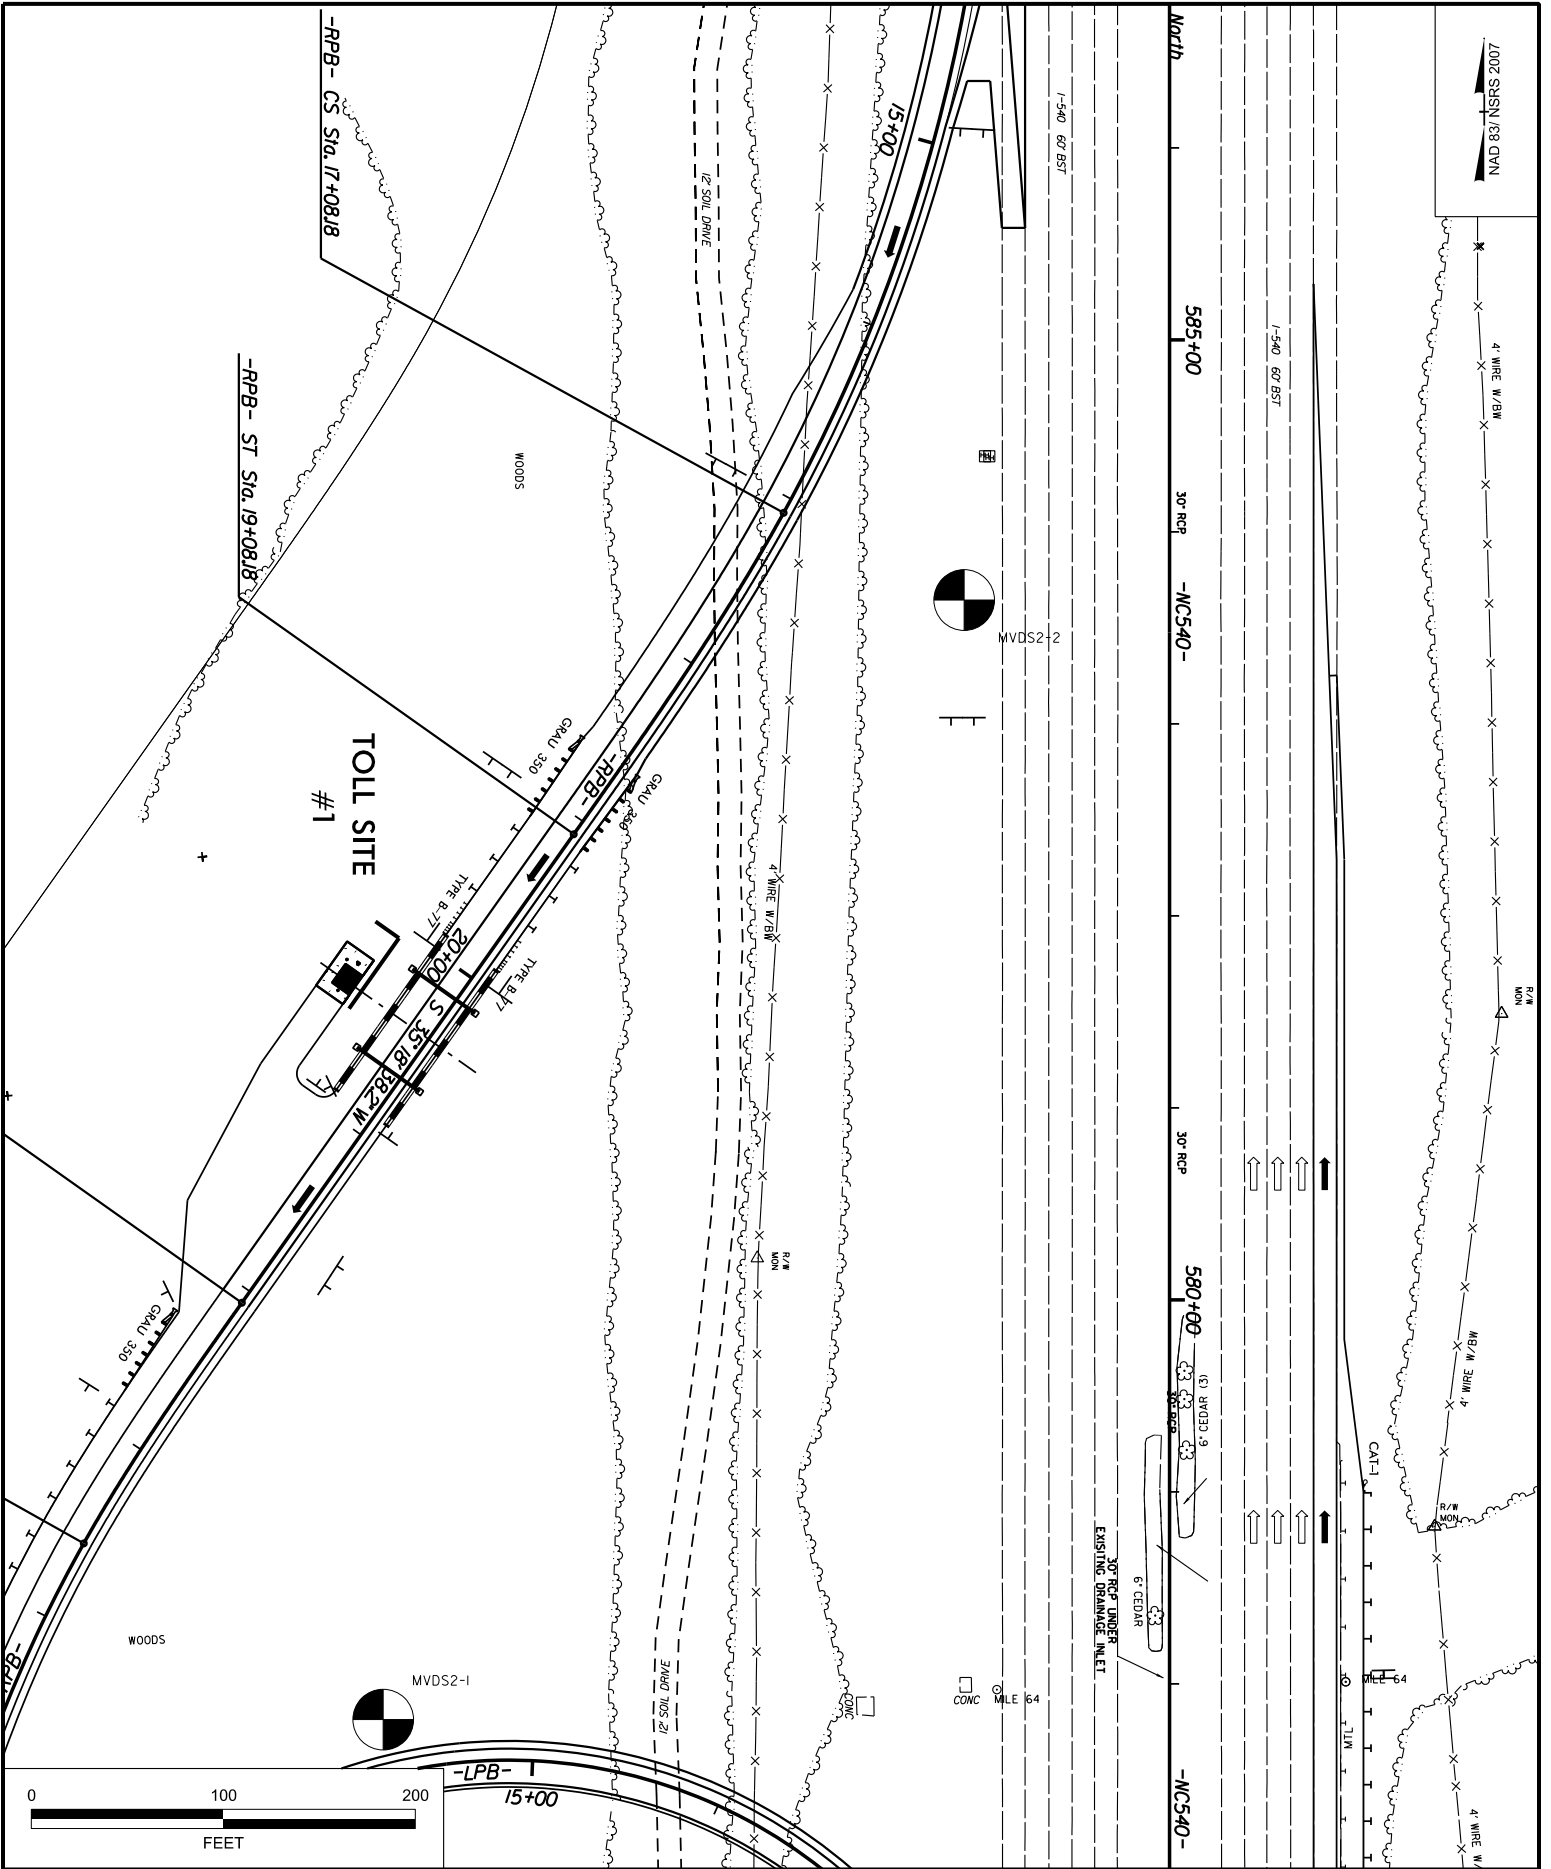 NAD 83/ NSRS 2007
North
-RPB- CS Sta. 17+08.18
-RPB- ST Sta. 19+08.18
15+00
12' SOIL DRIVE
I-540 60' BST
585+00
I-540 60' BST
4' WIRE W/BW
WOODS
30" RCP
-NC540-
MVDS2-2
TOLL SITE
#1
GRAU 350
-RPB-
GRAU 350
4' WIRE W/BW
TYPE B-77
20+00
TYPE B-77
S 35°18'38.2" W
R/W
MON
30" RCP
R/W
MON
580+00
GRAU 350
6" CEDAR (3)
30" RCP
4' WIRE W/BW
CAT-1
R/W
MON
30" RCP UNDER
EXISITNG DRAINAGE INLET
6" CEDAR
WOODS
MVDS2-1
12' SOIL DRIVE
CONC
CONC
MILE 64
MILE 64
MTL
-RPB-
-LPB-
15+00
-NC540-
4' WIRE W
0 100 200
FEET